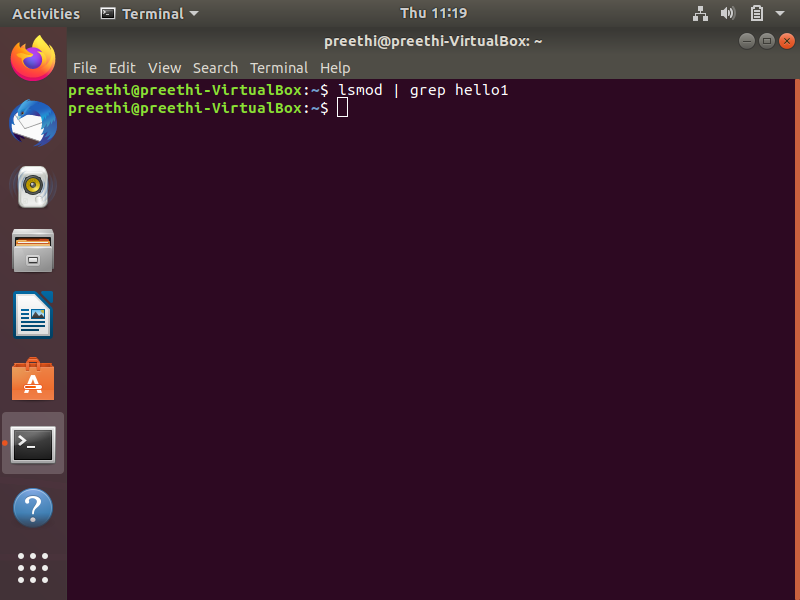 Activities Terminal Thu 11:19
preethi@preethi-VirtualBox: ~
File Edit View Search Terminal Help
preethi@preethi-VirtualBox:~$ lsmod | grep hello1
preethi@preethi-VirtualBox:~$